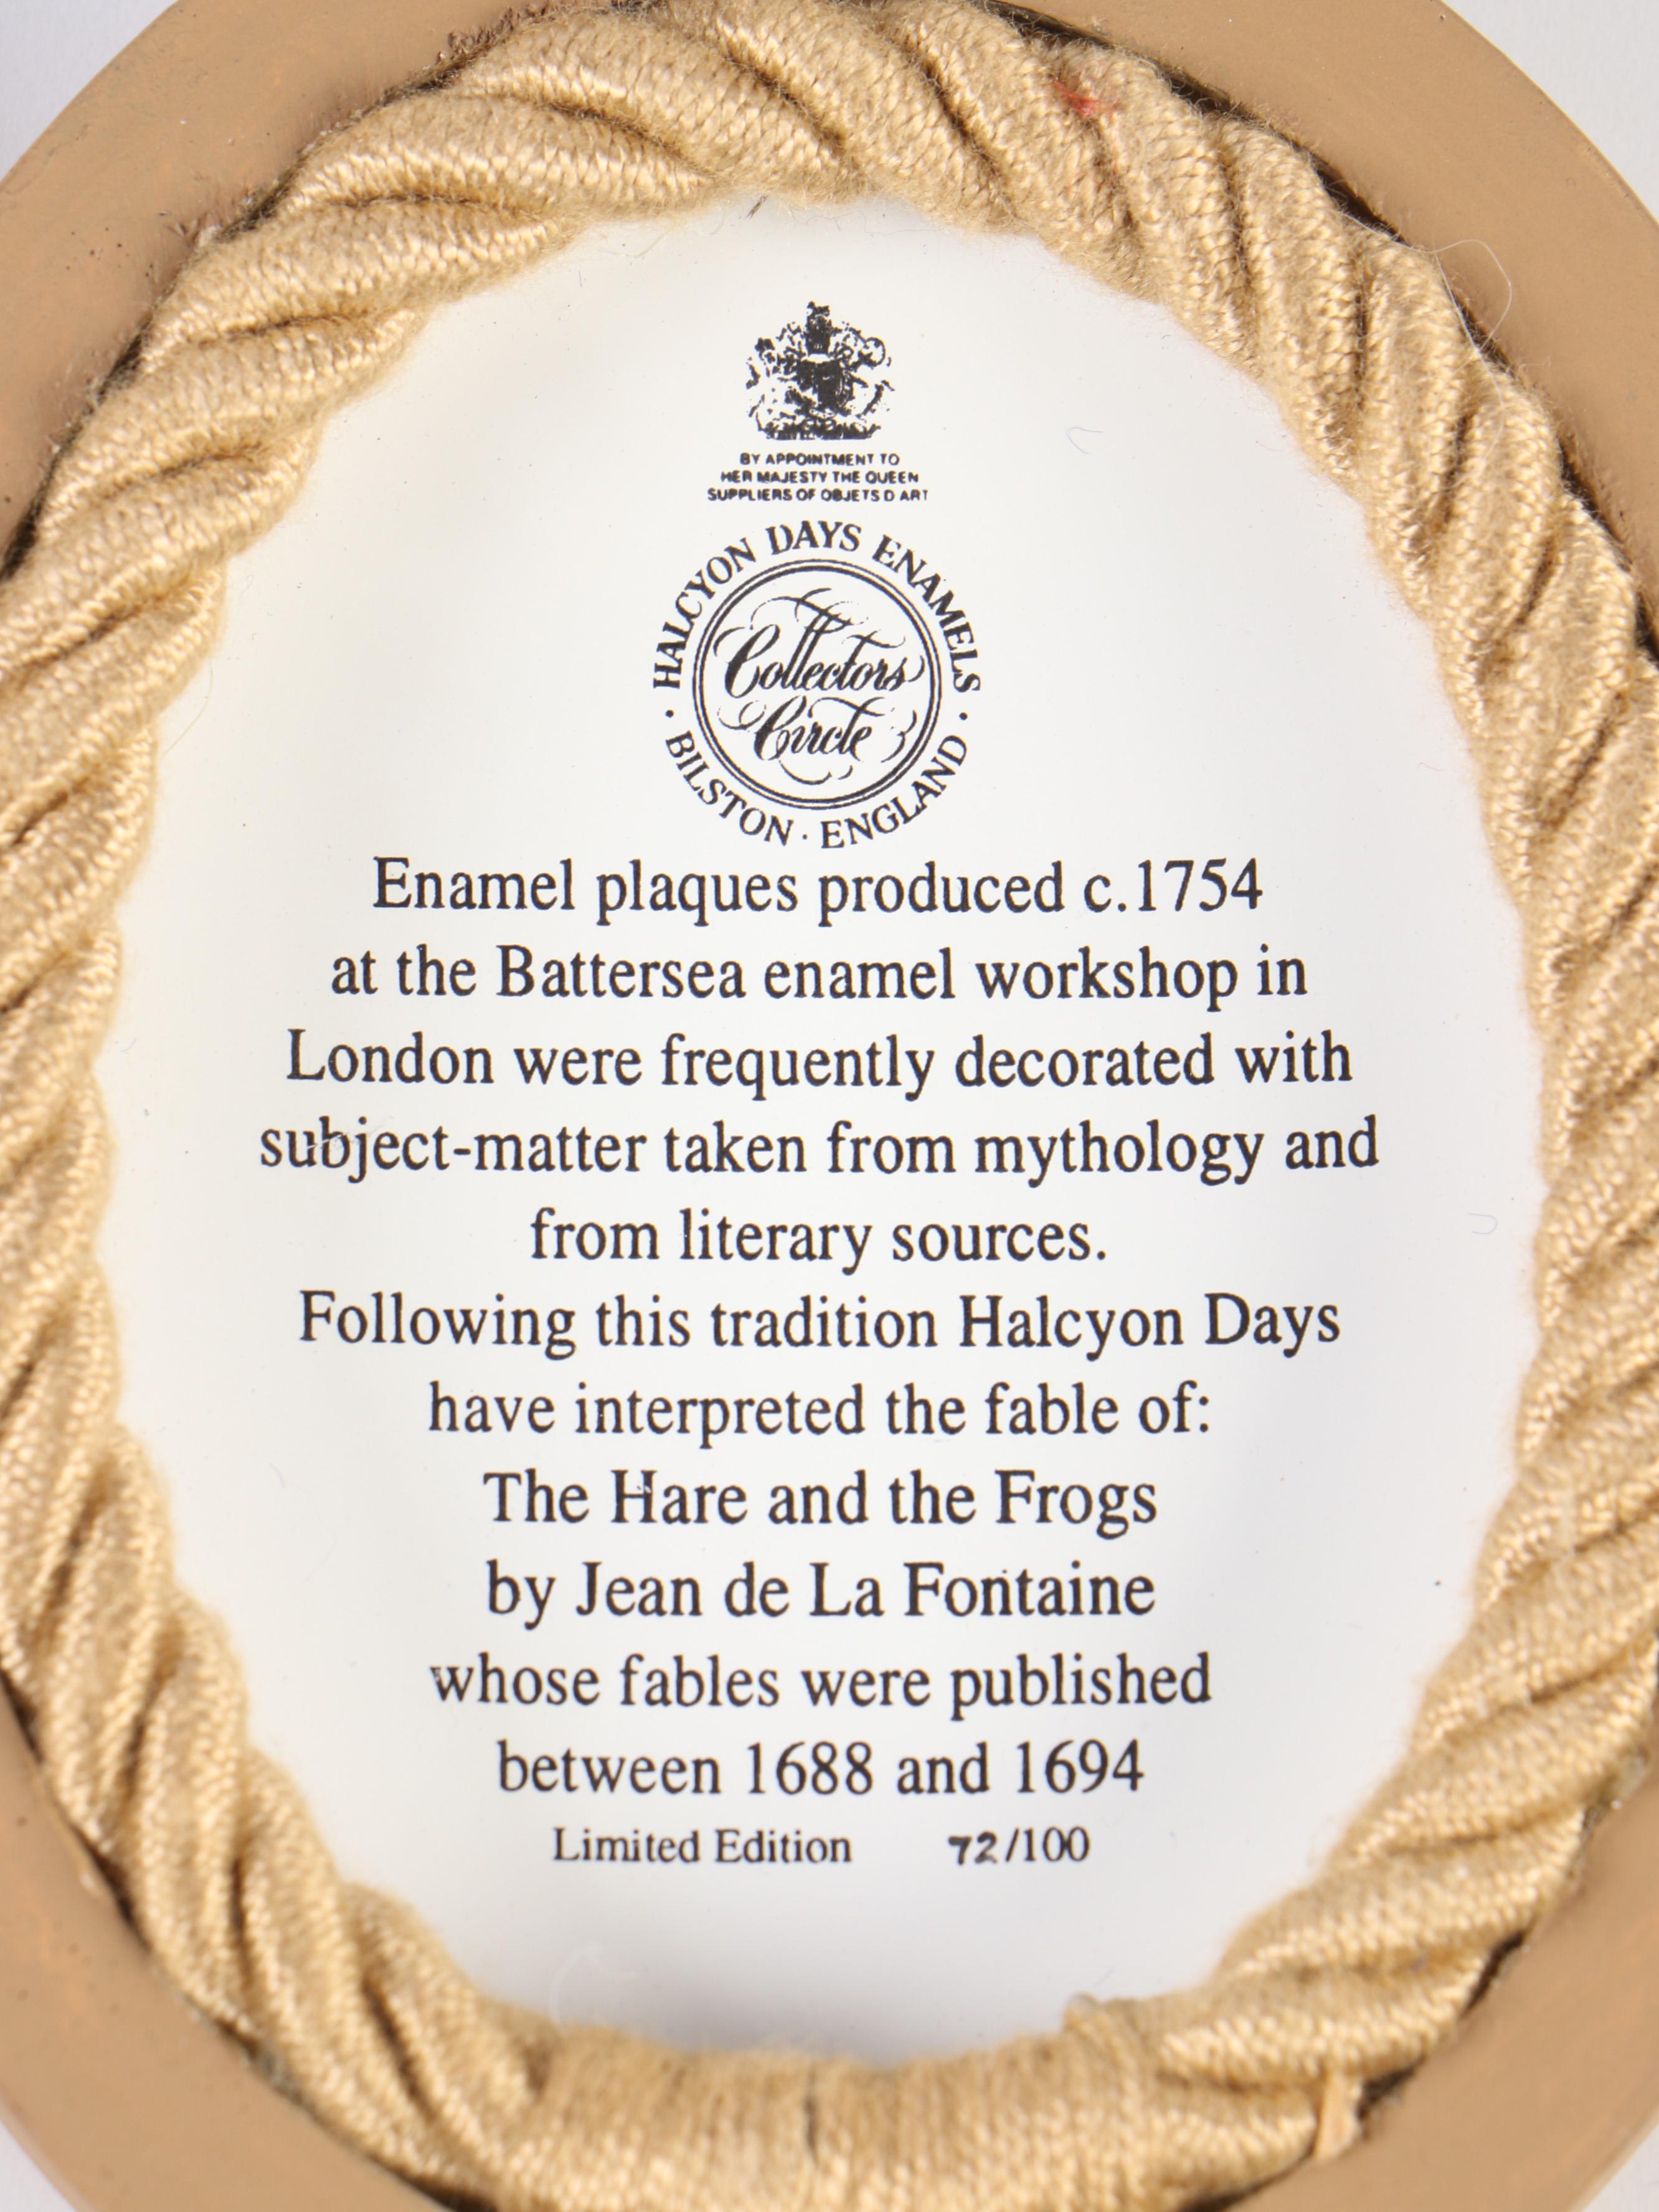 BY APPOINTMENT TO
HER MAJESTY THE QUEEN
SUPPLIERS OF OBJETS D ART
HALCYON DAYS ENAMELS
Collectors
Circle
· BILSTON · ENGLAND ·
Enamel plaques produced c.1754
at the Battersea enamel workshop in
London were frequently decorated with
subject-matter taken from mythology and
from literary sources.
Following this tradition Halcyon Days
have interpreted the fable of:
The Hare and the Frogs
by Jean de La Fontaine
whose fables were published
between 1688 and 1694
Limited Edition 72/100